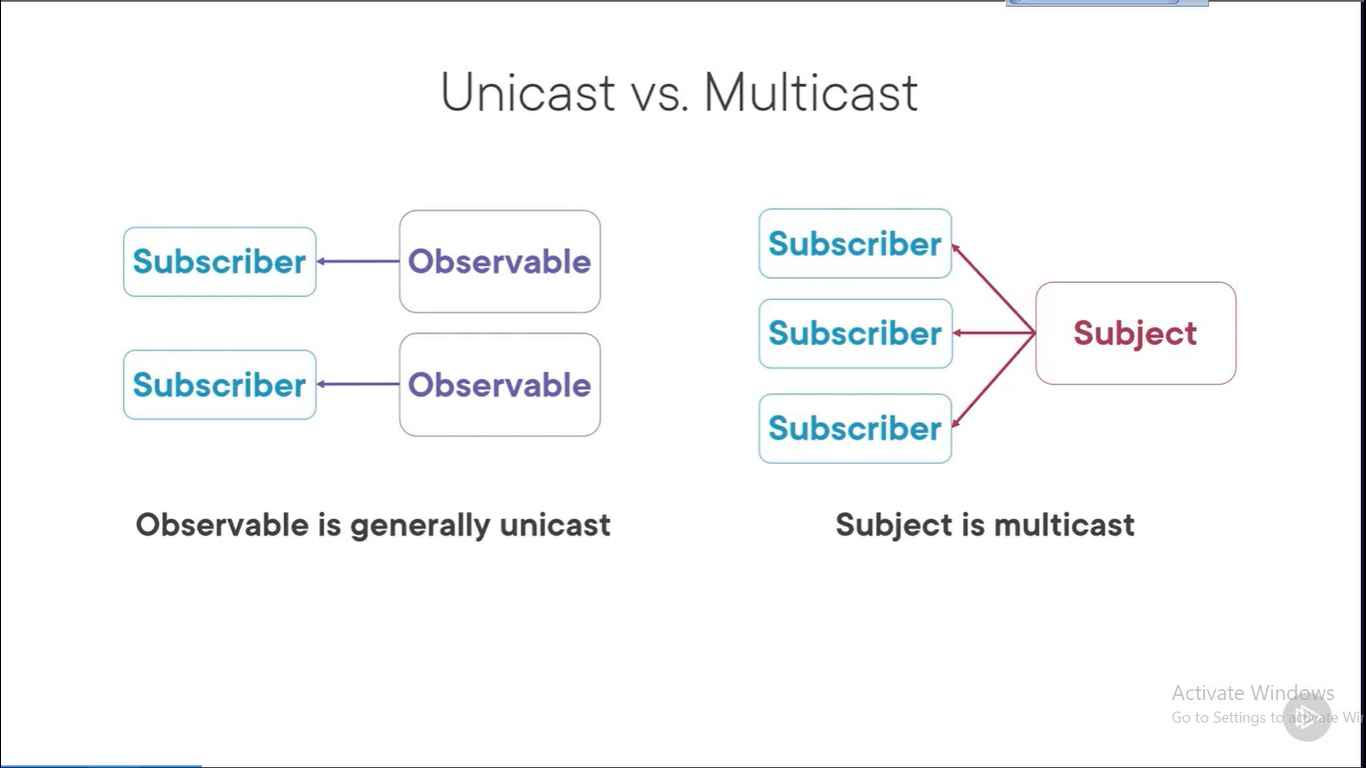 Unicast vs. Multicast
Subscriber
Observable
Subscriber
Observable
Observable is generally unicast
Subscriber
Subscriber
Subscriber
Subject
Subject is multicast
Activate Windows
Go to Settings to activate